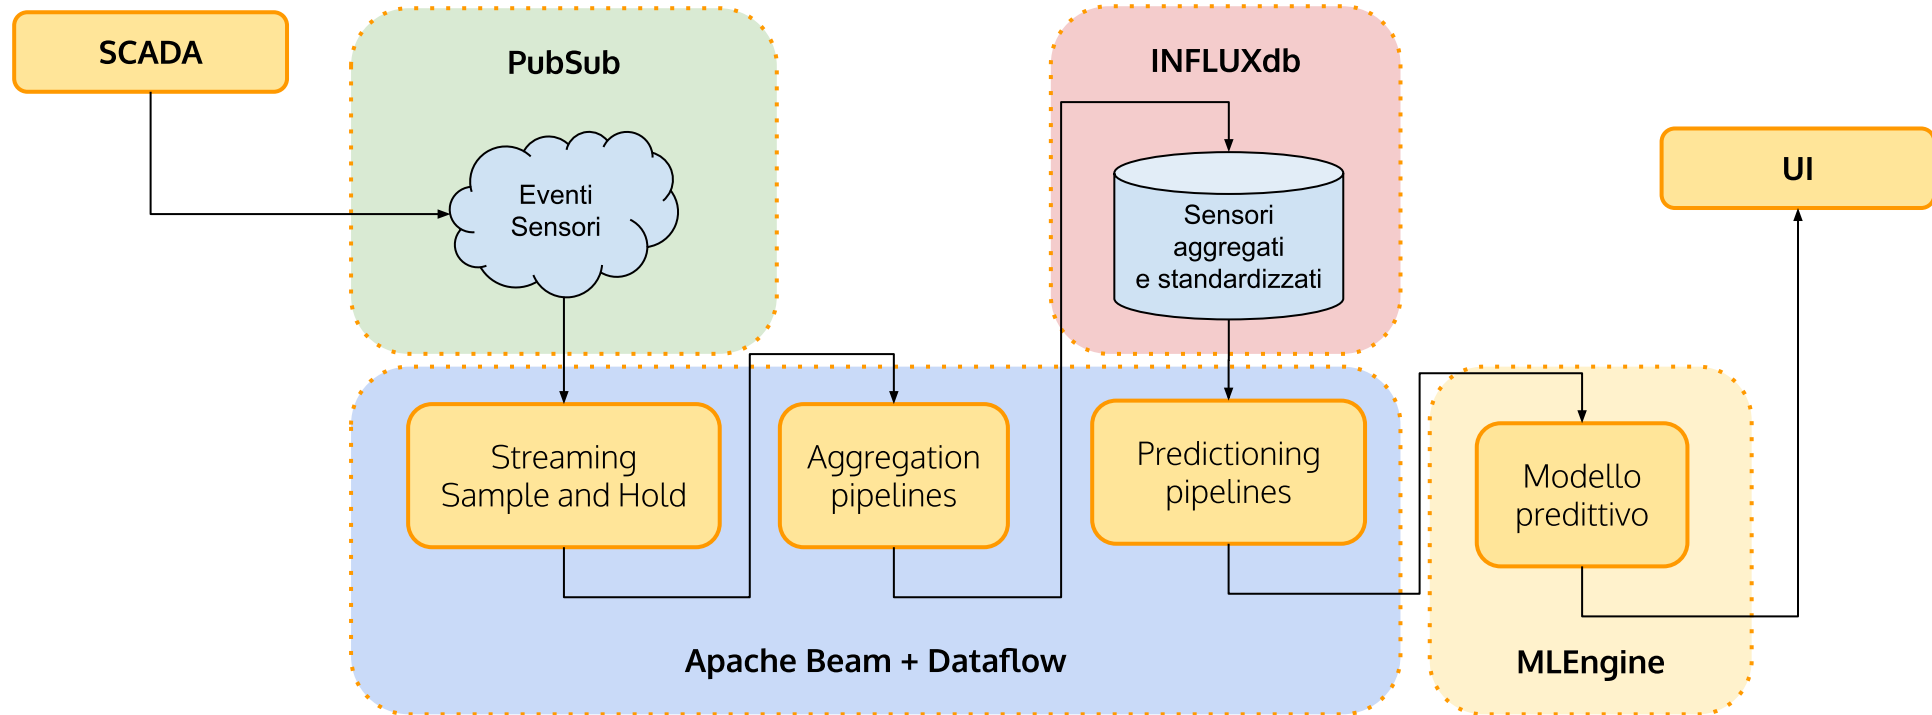 SCADA
PubSub
Eventi
Sensori
INFLUXdb
Sensori
aggregati
e standardizzati
UI
Streaming
Sample and Hold
Aggregation
pipelines
Predictioning
pipelines
Modello
predittivo
Apache Beam + Dataflow
MLEngine